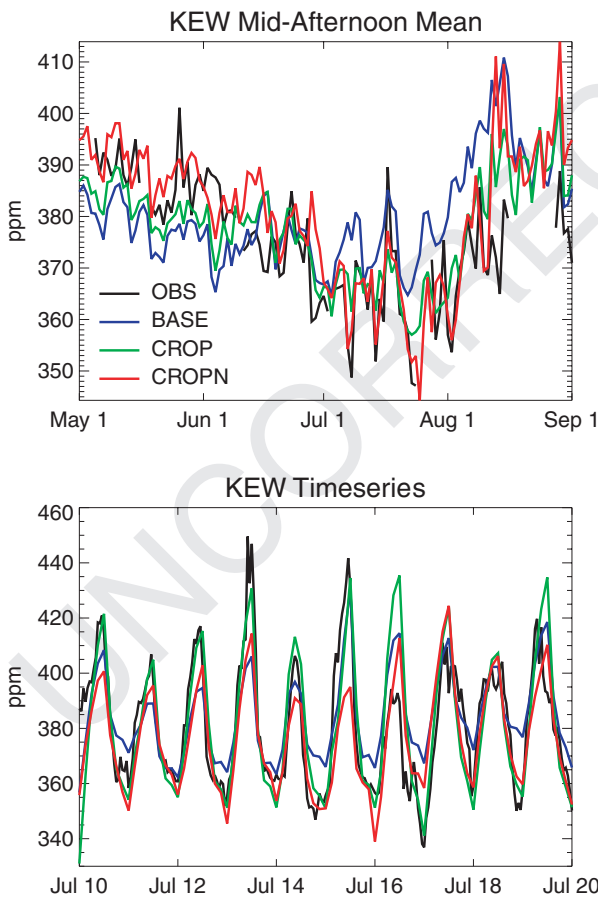 KEW Mid-Afternoon Mean
410
400
390
380
370
360
350
ppm
OBS
BASE
CROP
CROPN
May 1 Jun 1 Jul 1 Aug 1 Sep 1
KEW Timeseries
460
440
420
400
380
360
340
ppm
Jul 10 Jul 12 Jul 14 Jul 16 Jul 18 Jul 20
UNCORREC